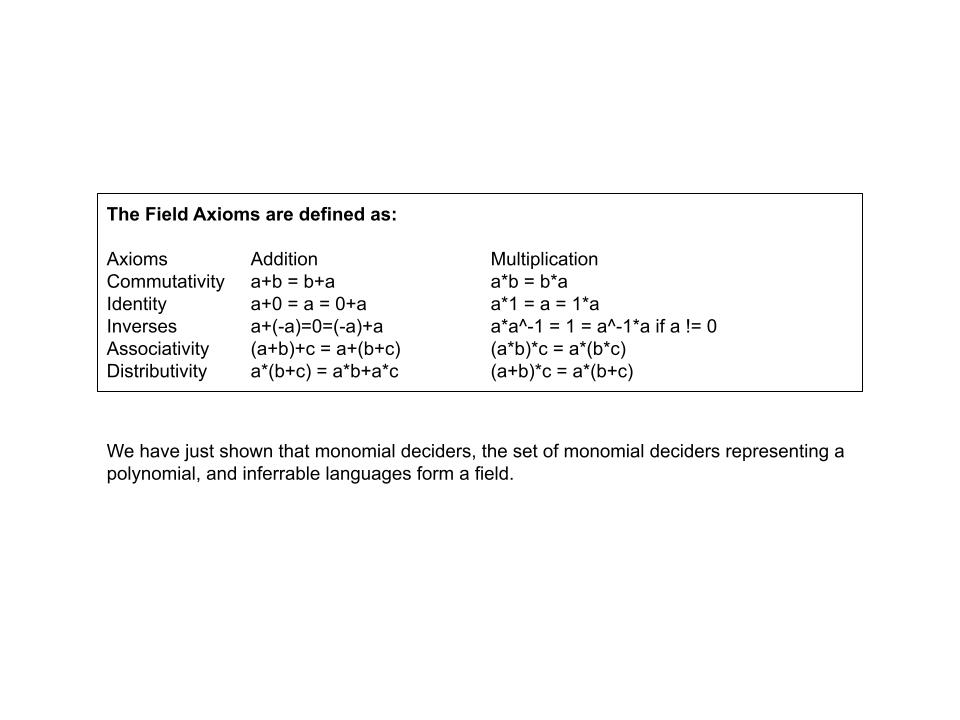 The Field Axioms are defined as:
Axioms Addition Multiplication
Commutativity a+b = b+a a*b = b*a
Identity a+0 = a = 0+a a*1 = a = 1*a
Inverses a+(-a)=0=(-a)+a a*a^-1 = 1 = a^-1*a if a != 0
Associativity (a+b)+c = a+(b+c) (a*b)*c = a*(b*c)
Distributivity a*(b+c) = a*b+a*c (a+b)*c = a*(b+c)
We have just shown that monomial deciders, the set of monomial deciders representing a
polynomial, and inferrable languages form a field.